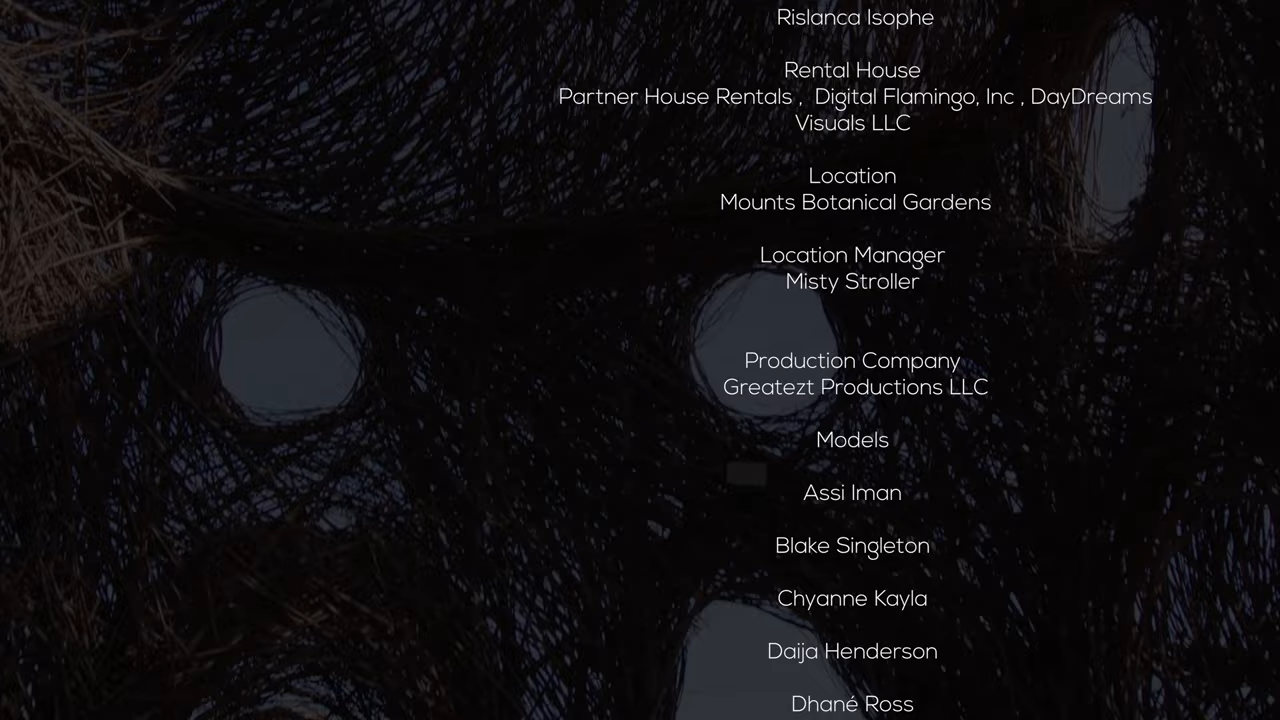 Rislanca Isophe
Rental House
Partner House Rentals ,  Digital Flamingo, Inc , DayDreams
Visuals LLC
Location
Mounts Botanical Gardens
Location Manager
Misty Stroller
Production Company
Greatezt Productions LLC
Models
Assi Iman
Blake Singleton
Chyanne Kayla
Daija Henderson
Dhané Ross